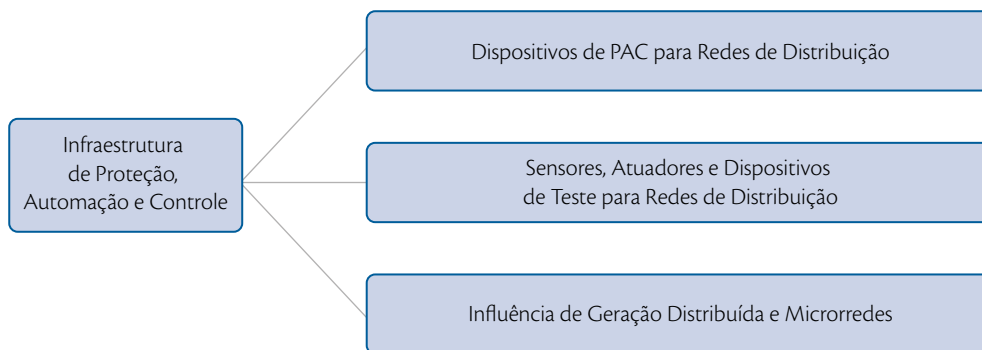 Dispositivos de PAC para Redes de Distribuição
Infraestrutura
de Proteção,
Automação e Controle
Sensores, Atuadores e Dispositivos
de Teste para Redes de Distribuição
Influência de Geração Distribuída e Microrredes